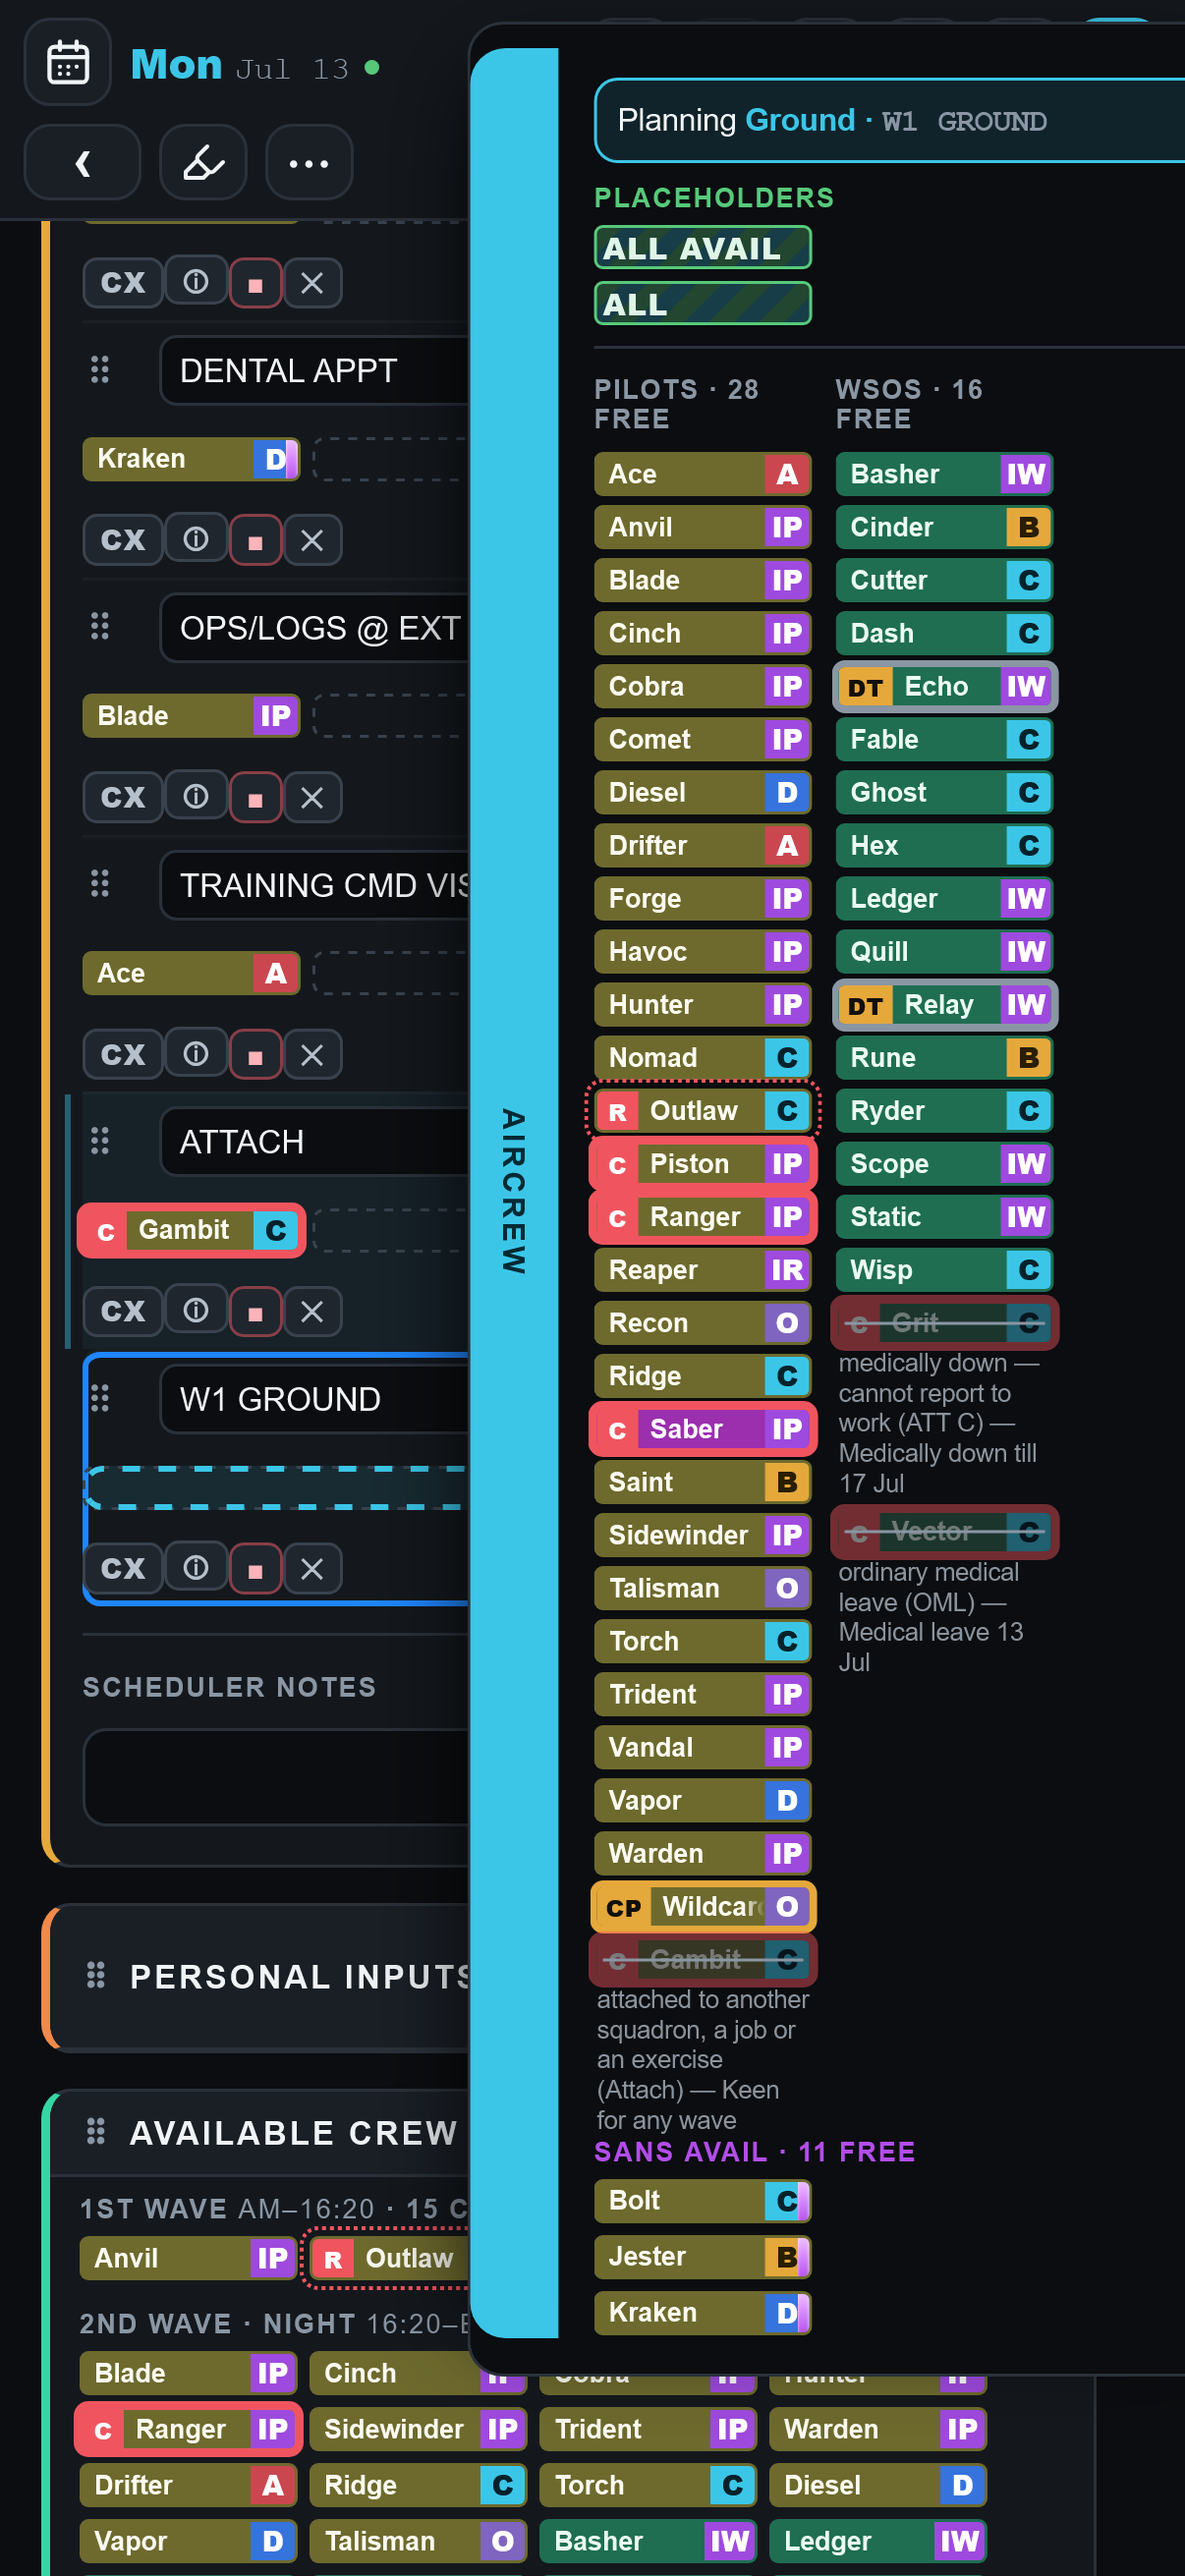 Mon Jul 13
CX
DENTAL APPT
Kraken D
CX
OPS/LOGS @ EXT
Blade IP
CX
TRAINING CMD VIS
Ace A
CX
ATTACH
C Gambit C
CX
W1 GROUND
CX
SCHEDULER NOTES
PERSONAL INPUTS
AVAILABLE CREW
1ST WAVE AM–16:20 · 15 C
Anvil IP R Outlaw
2ND WAVE · NIGHT 16:20–E
Blade IP Cinch IP Cobra IP Hunter IP
C Ranger IP Sidewinder IP Trident IP Warden IP
Drifter A Ridge C Torch C Diesel D
Vapor D Talisman O Basher IW Ledger IW
AIRCREW
Planning Ground · W1 GROUND
PLACEHOLDERS
ALL AVAIL
ALL
PILOTS · 28
FREE
Ace A
Anvil IP
Blade IP
Cinch IP
Cobra IP
Comet IP
Diesel D
Drifter A
Forge IP
Havoc IP
Hunter IP
Nomad C
R Outlaw C
C Piston IP
C Ranger IP
Reaper IR
Recon O
Ridge C
C Saber IP
Saint B
Sidewinder IP
Talisman O
Torch C
Trident IP
Vandal IP
Vapor D
Warden IP
CP Wildcard O
C Gambit C
attached to another
squadron, a job or
an exercise
(Attach) — Keen
for any wave
WSOS · 16
FREE
Basher IW
Cinder B
Cutter C
Dash C
DT Echo IW
Fable C
Ghost C
Hex C
Ledger IW
Quill IW
DT Relay IW
Rune B
Ryder C
Scope IW
Static IW
Wisp C
C Grit C
medically down —
cannot report to
work (ATT C) —
Medically down till
17 Jul
C Vector C
ordinary medical
leave (OML) —
Medical leave 13
Jul
SANS AVAIL · 11 FREE
Bolt C
Jester B
Kraken D